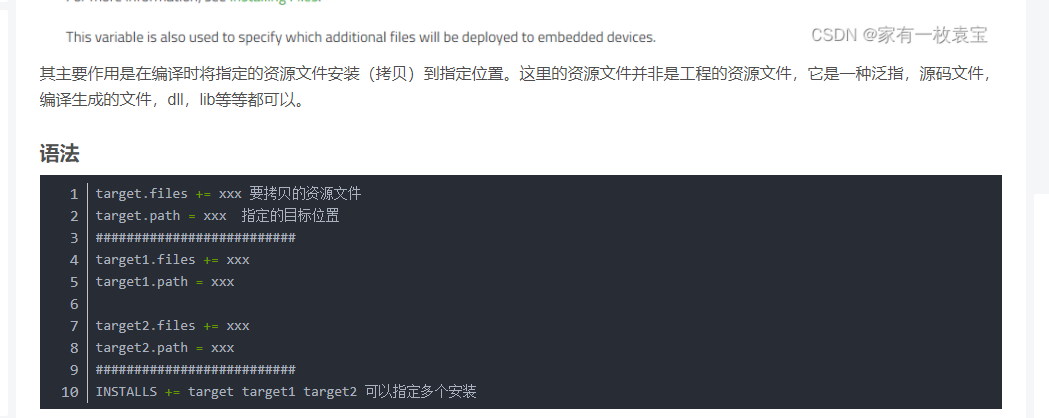 For more information, see Installing Files.
This variable is also used to specify which additional files will be deployed to embedded devices.
CSDN @家有一枚袁宝
其主要作用是在编译时将指定的资源文件安装（拷贝）到指定位置。这里的资源文件并非是工程的资源文件，它是一种泛指，源码文件，
编译生成的文件，dll，lib等等都可以。
语法
1 target.files += xxx 要拷贝的资源文件
2 target.path = xxx  指定的目标位置
3 ##########################
4 target1.files += xxx
5 target1.path = xxx
6
7 target2.files += xxx
8 target2.path = xxx
9 ##########################
10 INSTALLS += target target1 target2 可以指定多个安装